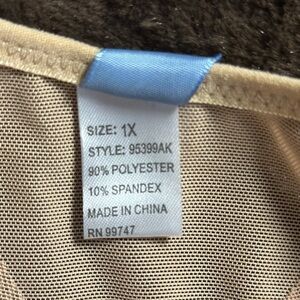 SIZE: 1X
STYLE: 95399AK
90% POLYESTER
10% SPANDEX
MADE IN CHINA
RN 99747